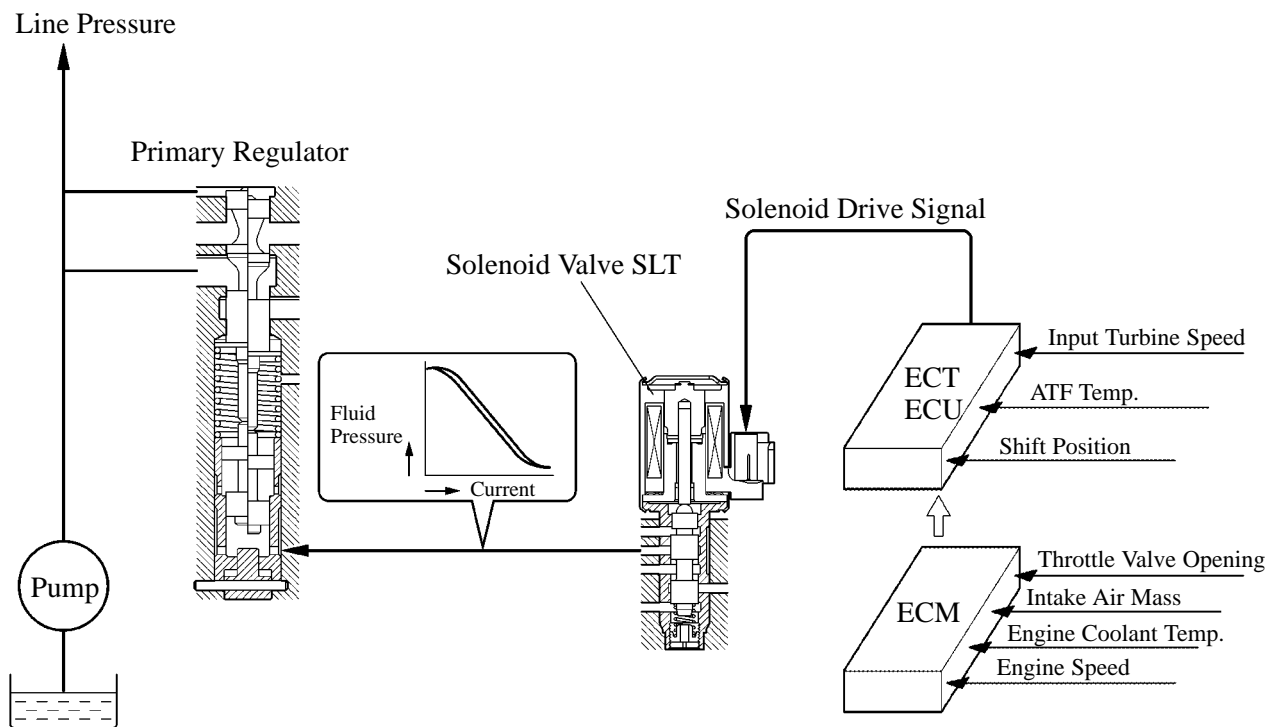 Line Pressure
Primary Regulator
Solenoid Drive Signal
Solenoid Valve SLT
Fluid
Pressure
Current
ECT
ECU
Input Turbine Speed
ATF Temp.
Shift Position
Pump
ECM
Throttle Valve Opening
Intake Air Mass
Engine Coolant Temp.
Engine Speed